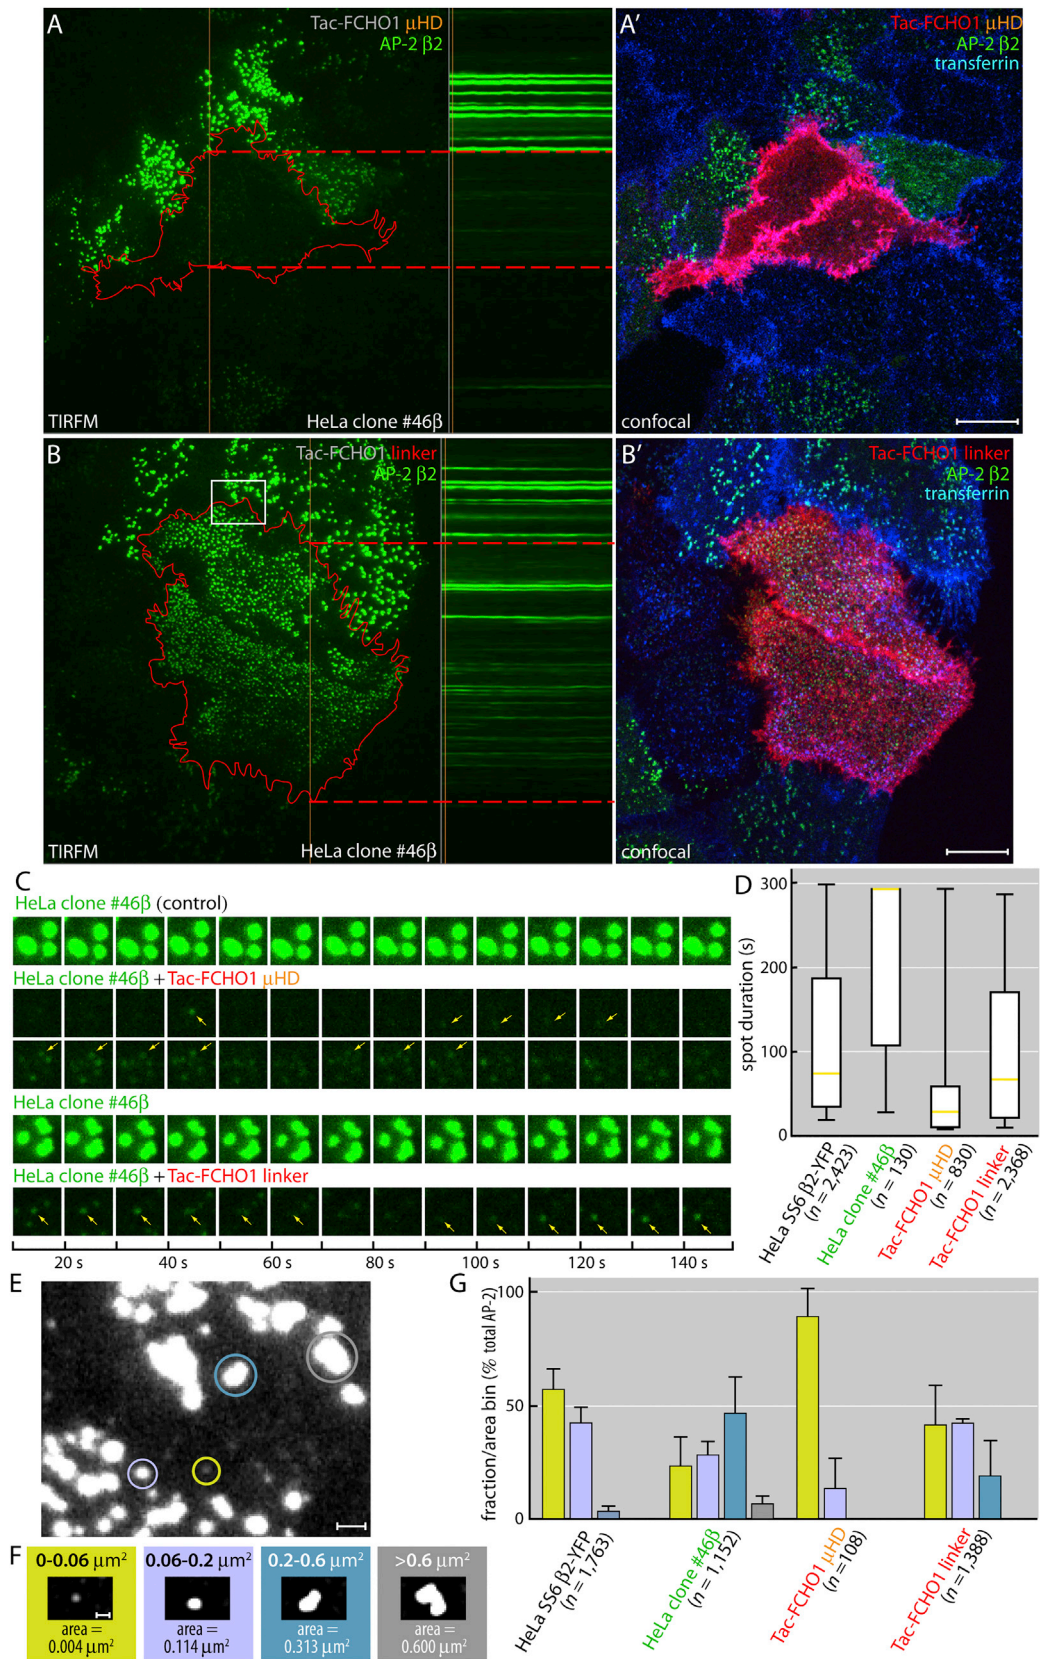 A
Tac-FCHO1 μHD
AP-2 β2
TIRFM
HeLa clone #46β
A′
Tac-FCHO1 μHD
AP-2 β2
transferrin
confocal
B
Tac-FCHO1 linker
AP-2 β2
TIRFM
HeLa clone #46β
B′
Tac-FCHO1 linker
AP-2 β2
transferrin
confocal
C
HeLa clone #46β (control)
HeLa clone #46β + Tac-FCHO1 μHD
HeLa clone #46β
HeLa clone #46β + Tac-FCHO1 linker
20 s 40 s 60 s 80 s 100 s 120 s 140 s
D
spot duration (s)
300
200
100
0
HeLa SS6 β2-YFP
(n = 2,423)
HeLa clone #46β
(n = 130)
Tac-FCHO1 μHD
(n = 830)
Tac-FCHO1 linker
(n = 2,368)
E
F
0-0.06 μm²
area =
0.004 μm²
0.06-0.2 μm²
area =
0.114 μm²
0.2-0.6 μm²
area =
0.313 μm²
>0.6 μm²
area =
0.600 μm²
G
fraction/area bin (% total AP-2)
100
50
0
HeLa SS6 β2-YFP
(n = 1,763)
HeLa clone #46β
(n = 1,152)
Tac-FCHO1 μHD
(n = 108)
Tac-FCHO1 linker
(n = 1,388)